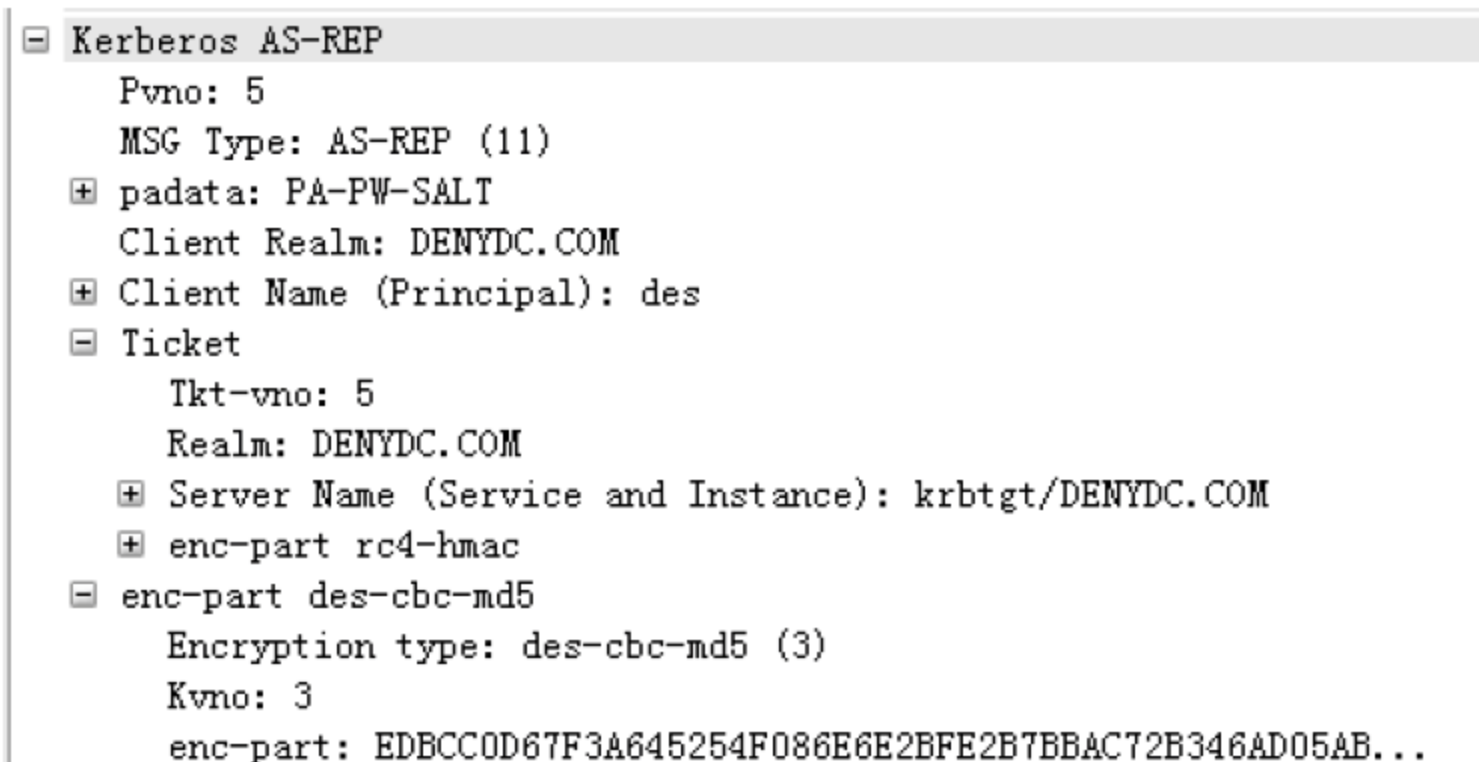 Kerberos AS-REP
Pvno: 5
MSG Type: AS-REP (11)
padata: PA-PW-SALT
Client Realm: DENYDC.COM
Client Name (Principal): des
Ticket
Tkt-vno: 5
Realm: DENYDC.COM
Server Name (Service and Instance): krbtgt/DENYDC.COM
enc-part rc4-hmac
enc-part des-cbc-md5
Encryption type: des-cbc-md5 (3)
Kvno: 3
enc-part: EDBCC0D67F3A645254F086E6E2BFE2B7BBAC72B346AD05AB...